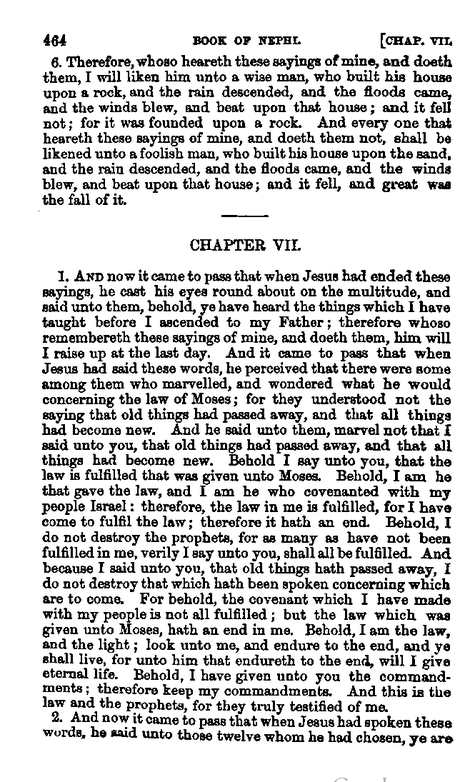 464 BOOK OF NEPHI. [CHAP. VII.
6. Therefore, whoso heareth these sayings of mine, and doeth
them, I will liken him unto a wise man, who built his house
upon a rock, and the rain descended, and the floods came,
and the winds blew, and beat upon that house; and it fell
not; for it was founded upon a rock. And every one that
heareth these sayings of mine, and doeth them not, shall be
likened unto a foolish man, who built his house upon the sand,
and the rain descended, and the floods came, and the winds
blew, and beat upon that house; and it fell, and great was
the fall of it.
CHAPTER VII.
1. AND now it came to pass that when Jesus had ended these
sayings, he cast his eyes round about on the multitude, and
said unto them, behold, ye have heard the things which I have
taught before I ascended to my Father; therefore whoso
remembereth these sayings of mine, and doeth them, him will
I raise up at the last day. And it came to pass that when
Jesus had said these words, he perceived that there were some
among them who marvelled, and wondered what he would
concerning the law of Moses; for they understood not the
saying that old things had passed away, and that all things
had become new. And he said unto them, marvel not that I
said unto you, that old things had passed away, and that all
things had become new. Behold I say unto you, that the
law is fulfilled that was given unto Moses. Behold, I am he
that gave the law, and I am he who covenanted with my
people Israel: therefore, the law in me is fulfilled, for I have
come to fulfil the law; therefore it hath an end. Behold, I
do not destroy the prophets, for as many as have not been
fulfilled in me, verily I say unto you, shall all be fulfilled. And
because I said unto you, that old things hath passed away, I
do not destroy that which hath been spoken concerning which
are to come. For behold, the covenant which I have made
with my people is not all fulfilled; but the law which was
given unto Moses, hath an end in me. Behold, I am the law,
and the light; look unto me, and endure to the end, and ye
shall live, for unto him that endureth to the end, will I give
eternal life. Behold, I have given unto you the command-
ments; therefore keep my commandments. And this is the
law and the prophets, for they truly testified of me.
2. And now it came to pass that when Jesus had spoken these
words, he said unto those twelve whom he had chosen, ye are